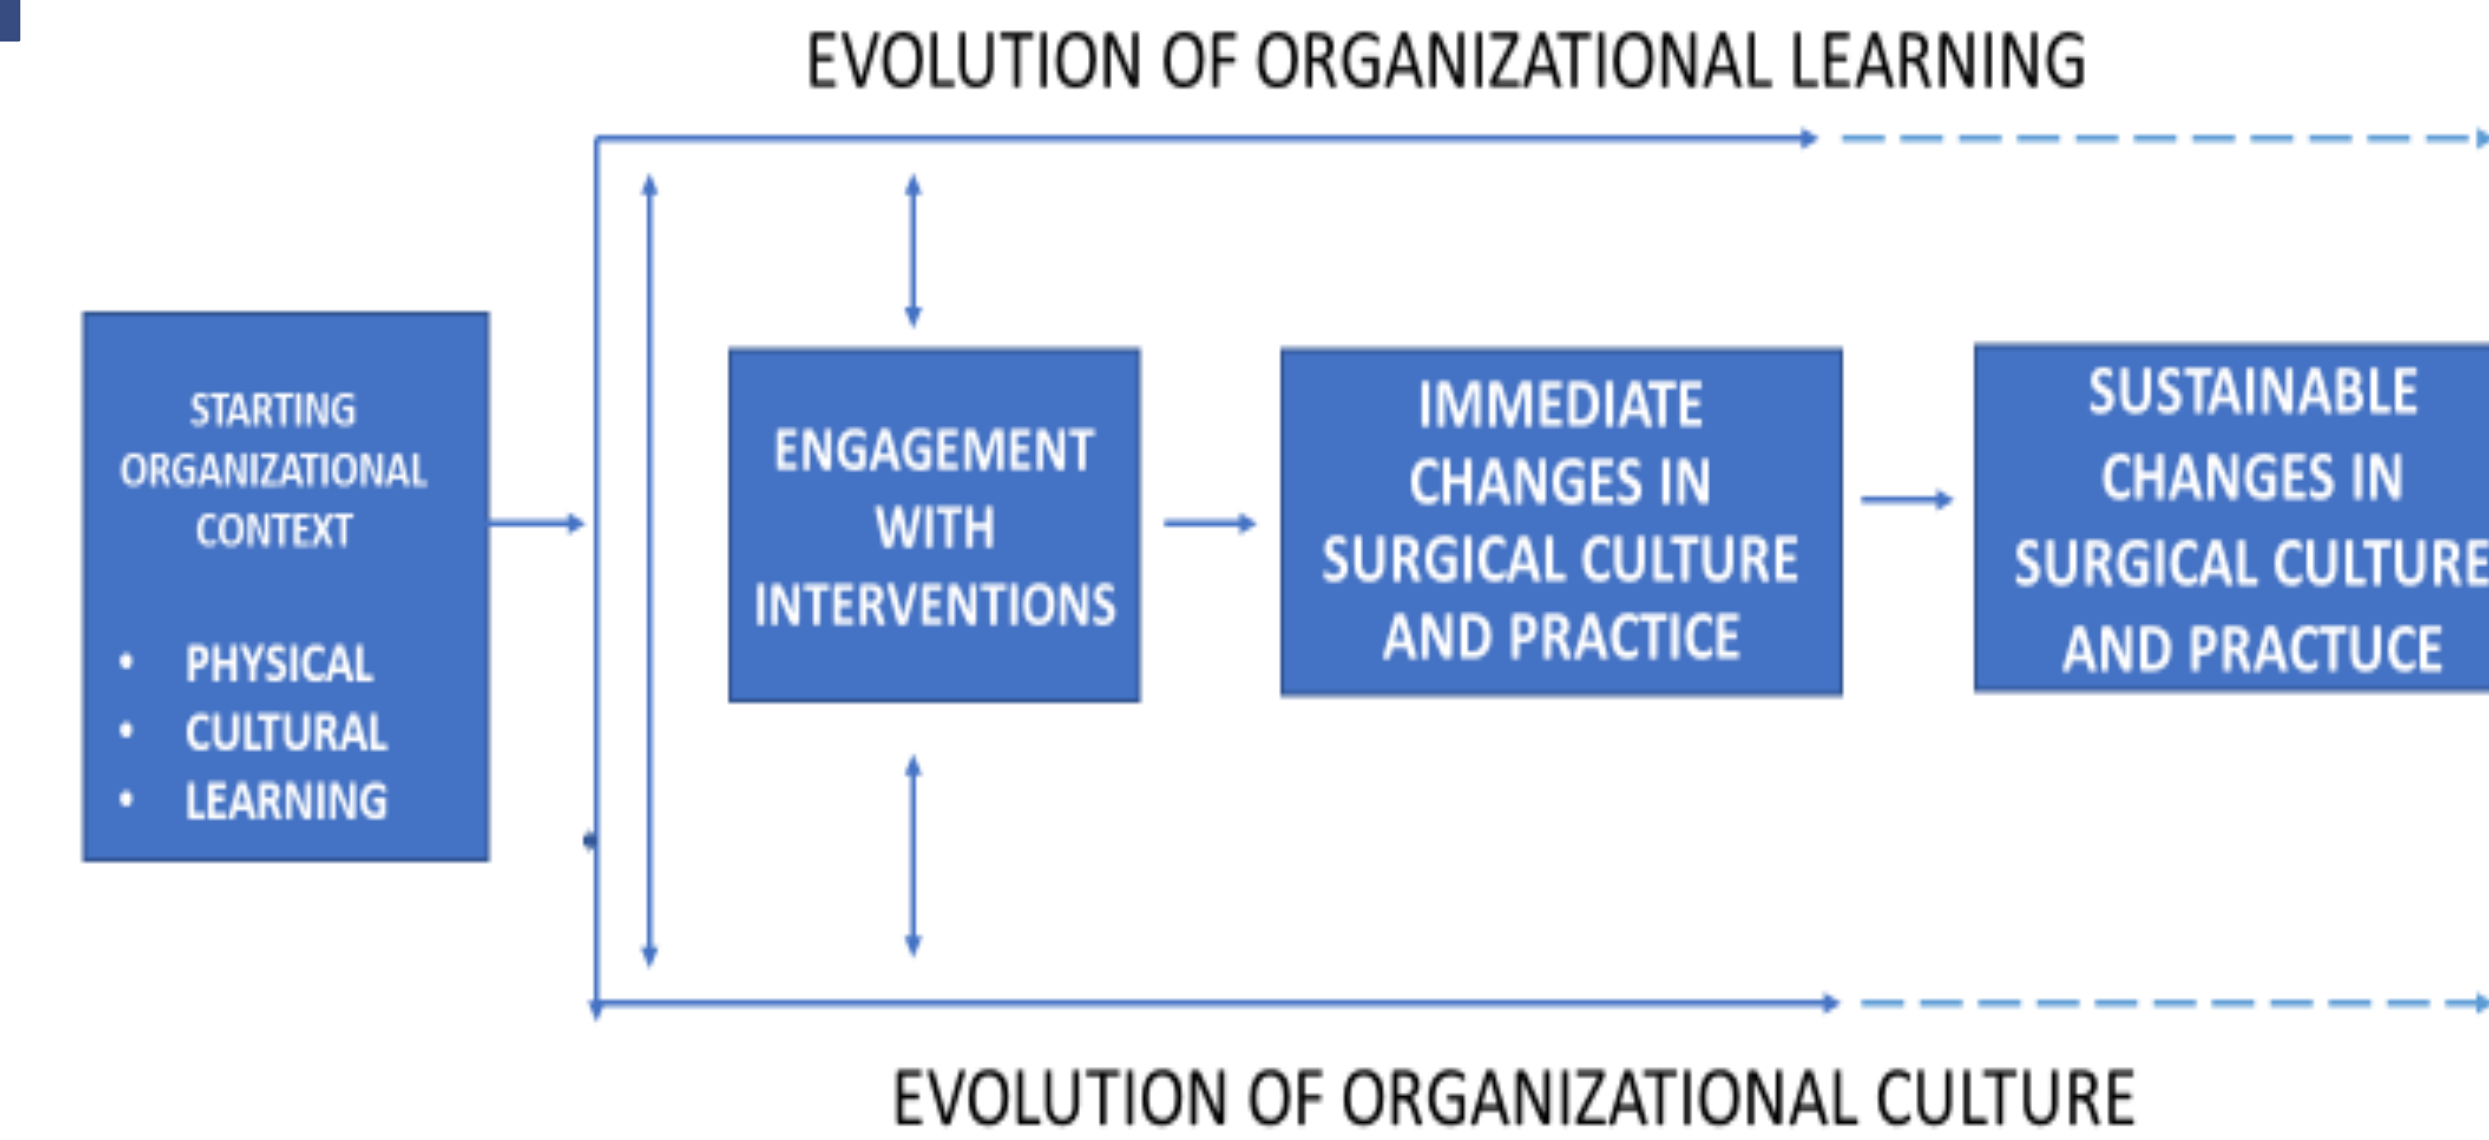 EVOLUTION OF ORGANIZATIONAL LEARNING
STARTING
ORGANIZATIONAL
CONTEXT
• PHYSICAL
• CULTURAL
• LEARNING
ENGAGEMENT
WITH
INTERVENTIONS
IMMEDIATE
CHANGES IN
SURGICAL CULTURE
AND PRACTICE
SUSTAINABLE
CHANGES IN
SURGICAL CULTURE
AND PRACTUCE
EVOLUTION OF ORGANIZATIONAL CULTURE